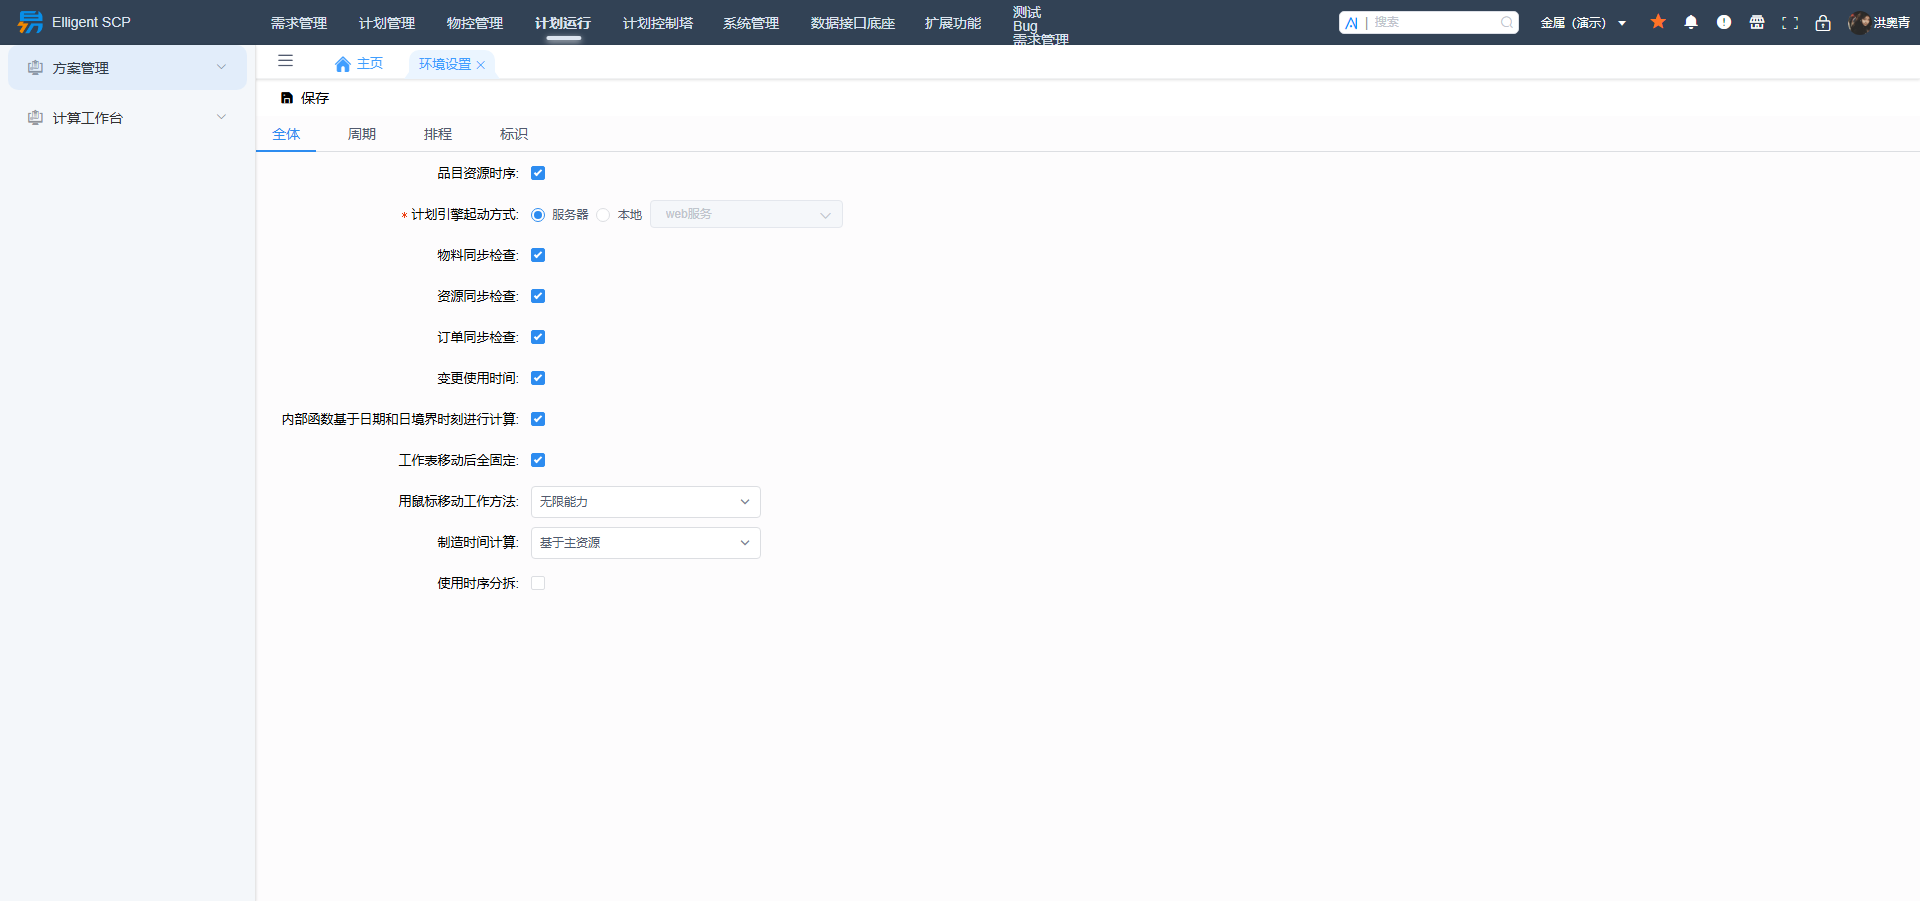 Elligent SCP
需求管理
计划管理
物控管理
计划运行
计划控制塔
系统管理
数据接口底座
扩展功能
测试
Bug
需求管理
AI | 搜索
金属（演示）
洪奥青
方案管理
计算工作台
主页
环境设置
保存
全体
周期
排程
标识
品目资源时序:
* 计划引擎起动方式: 服务器 本地 web服务
物料同步检查:
资源同步检查:
订单同步检查:
变更使用时间:
内部函数基于日期和日境界时刻进行计算:
工作表移动后全固定:
用鼠标移动工作方法: 无限能力
制造时间计算: 基于主资源
使用时序分拆: